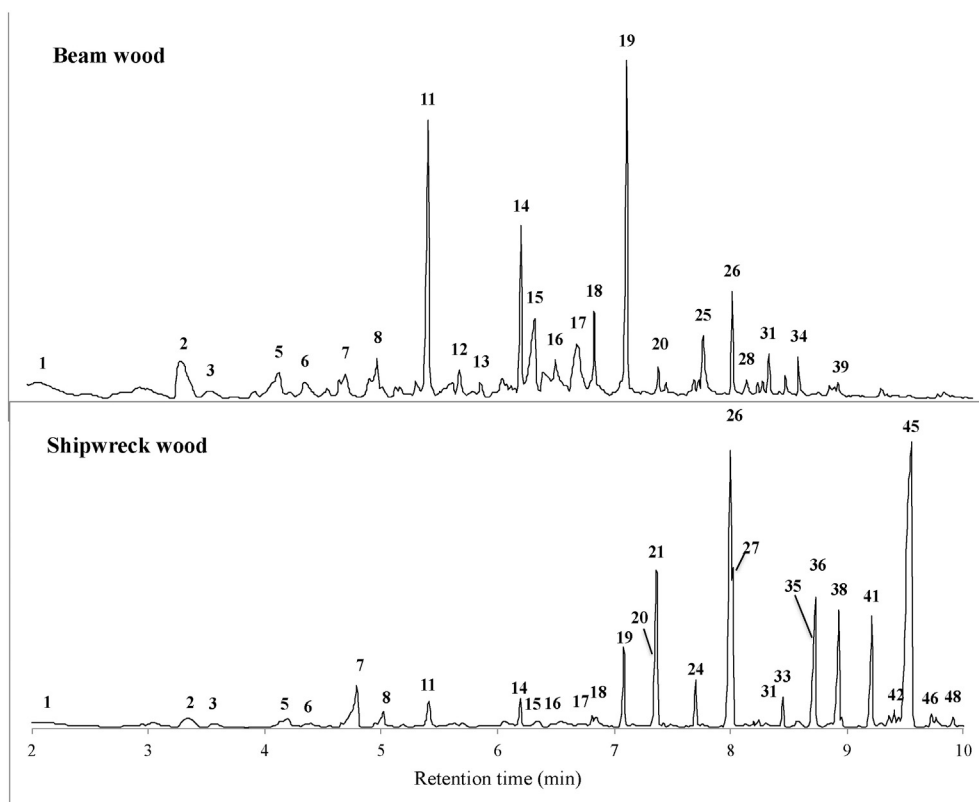 Beam wood
1 2 3 5 6 7 8 11 12 13 14 15 16 17 18 19 20 25 26 28 31 34 39
Shipwreck wood
1 2 3 5 6 7 8 11 14 15 16 17 18 19 20 21 24 26 27 31 33 35 36 38 41 42 45 46 48
2 3 4 5 6 7 8 9 10
Retention time (min)